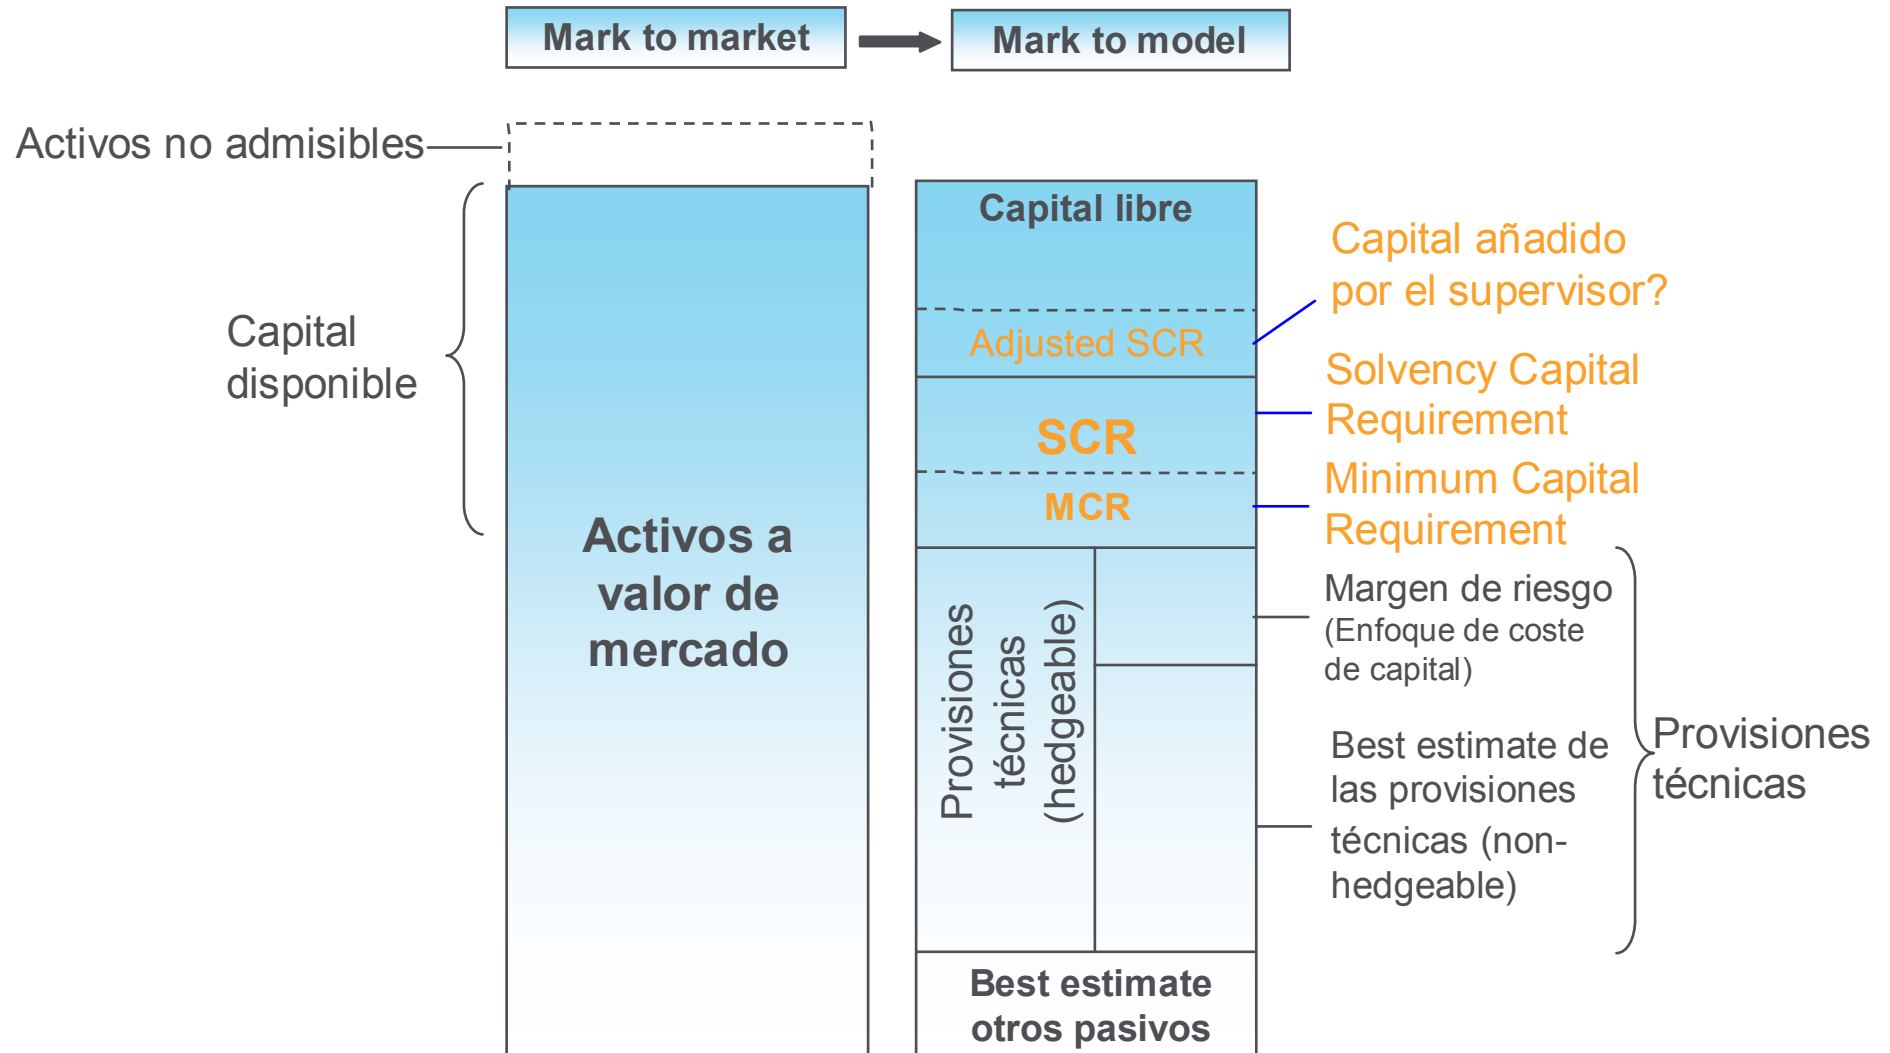 Mark to market
Mark to model
Activos no admisibles
Capital
disponible
Activos a
valor de
mercado
Capital libre
Adjusted SCR
SCR
MCR
Provisiones
técnicas
(hedgeable)
Best estimate
otros pasivos
Capital añadido
por el supervisor?
Solvency Capital
Requirement
Minimum Capital
Requirement
Margen de riesgo
(Enfoque de coste
de capital)
Best estimate de
las provisiones
técnicas (non-
hedgeable)
Provisiones
técnicas